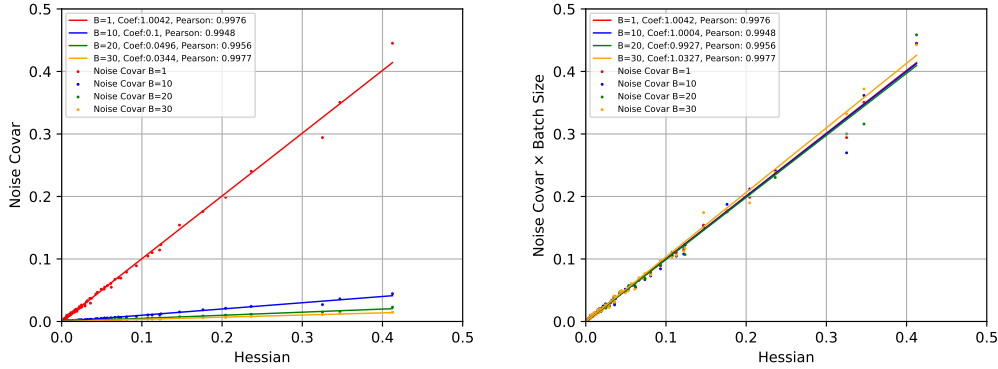 B=1, Coef:1.0042, Pearson: 0.9976
B=10, Coef:0.1, Pearson: 0.9948
B=20, Coef:0.0496, Pearson: 0.9956
B=30, Coef:0.0344, Pearson: 0.9977
Noise Covar B=1
Noise Covar B=10
Noise Covar B=20
Noise Covar B=30
Noise Covar
0.5
0.4
0.3
0.2
0.1
0.0
0.0 0.1 0.2 0.3 0.4 0.5
Hessian
B=1, Coef:1.0042, Pearson: 0.9976
B=10, Coef:1.0004, Pearson: 0.9948
B=20, Coef:0.9927, Pearson: 0.9956
B=30, Coef:1.0327, Pearson: 0.9977
Noise Covar B=1
Noise Covar B=10
Noise Covar B=20
Noise Covar B=30
Noise Covar × Batch Size
0.5
0.4
0.3
0.2
0.1
0.0
0.0 0.1 0.2 0.3 0.4 0.5
Hessian